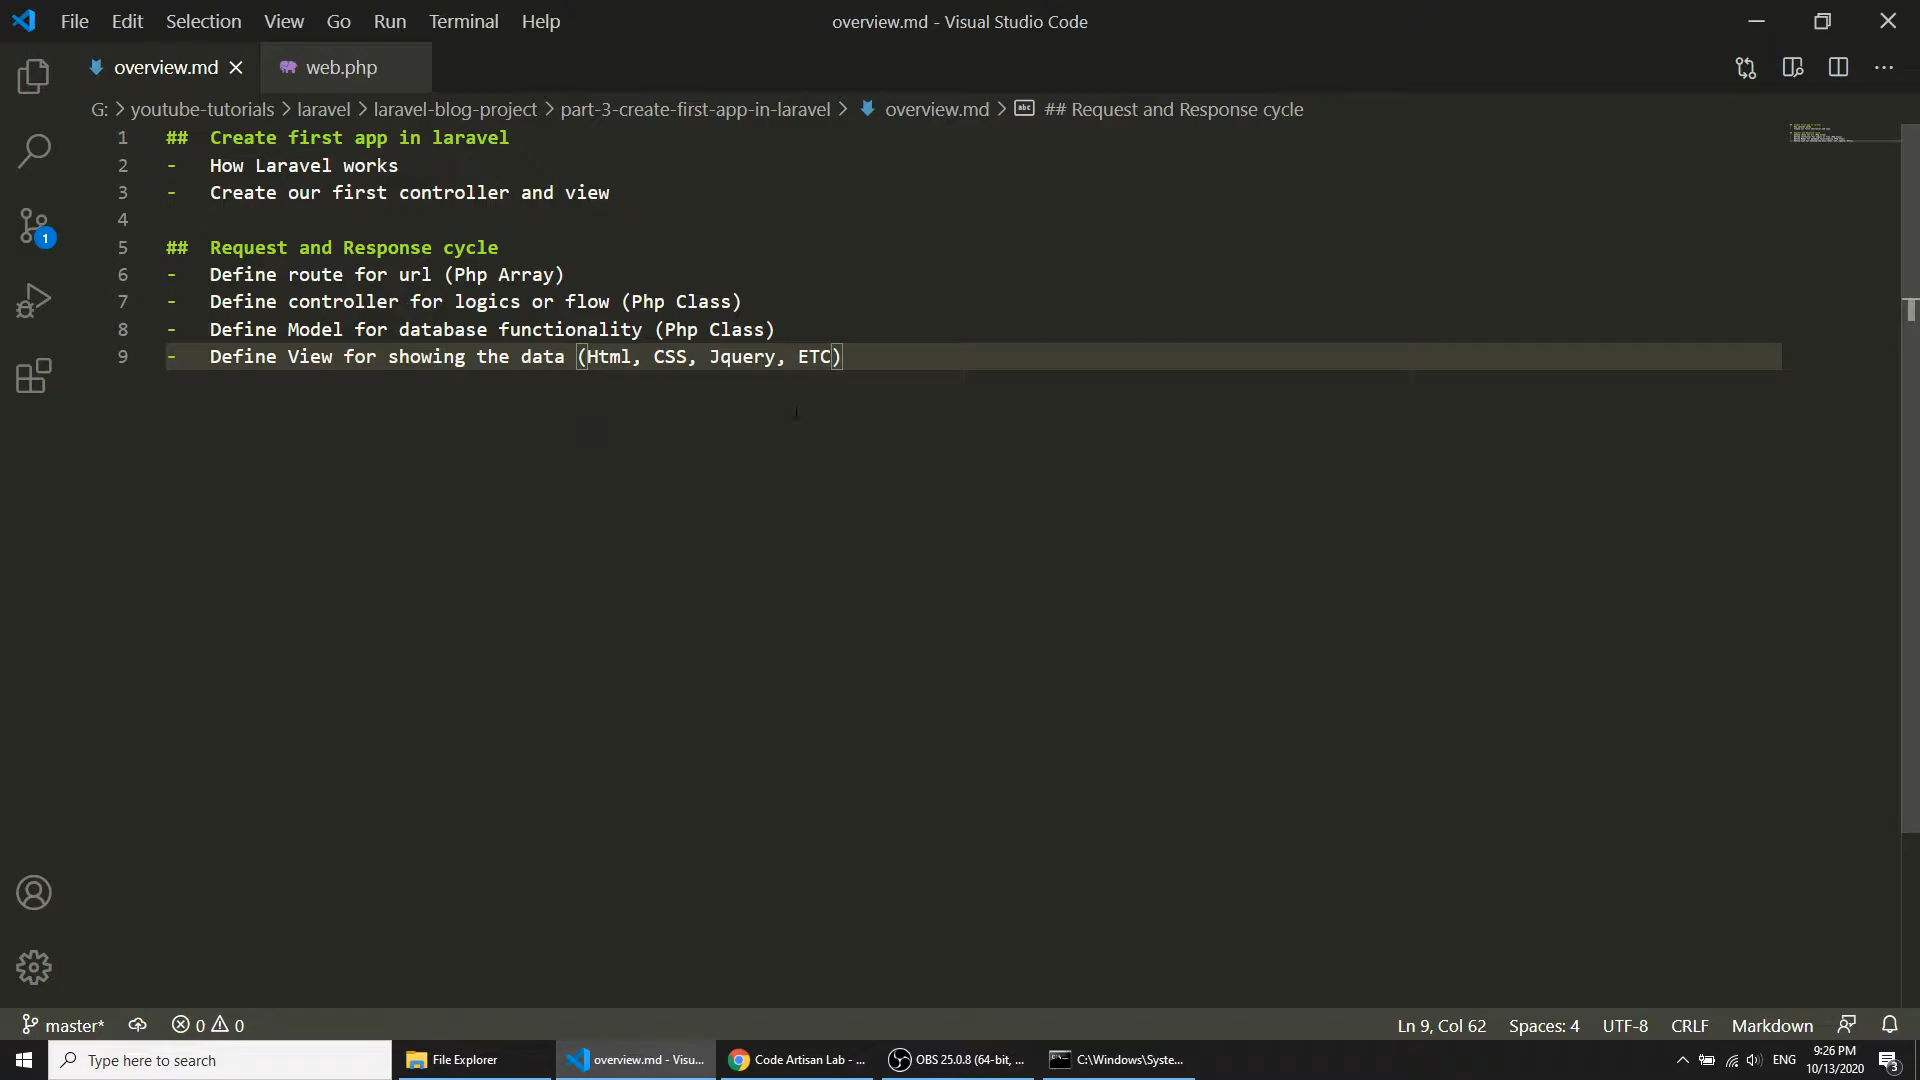 File Edit Selection View Go Run Terminal Help
overview.md - Visual Studio Code
overview.md
web.php
G: > youtube-tutorials > laravel > laravel-blog-project > part-3-create-first-app-in-laravel > overview.md > ## Request and Response cycle
1 ## Create first app in laravel
2 - How Laravel works
3 - Create our first controller and view
4
5 ## Request and Response cycle
6 - Define route for url (Php Array)
7 - Define controller for logics or flow (Php Class)
8 - Define Model for database functionality (Php Class)
9 - Define View for showing the data (Html, CSS, Jquery, ETC)
1
master* 0 0
Ln 9, Col 62 Spaces: 4 UTF-8 CRLF Markdown
Type here to search
File Explorer
overview.md - Visu...
Code Artisan Lab - ...
OBS 25.0.8 (64-bit, ...
C:\Windows\Syste...
ENG
9:26 PM
10/13/2020
3